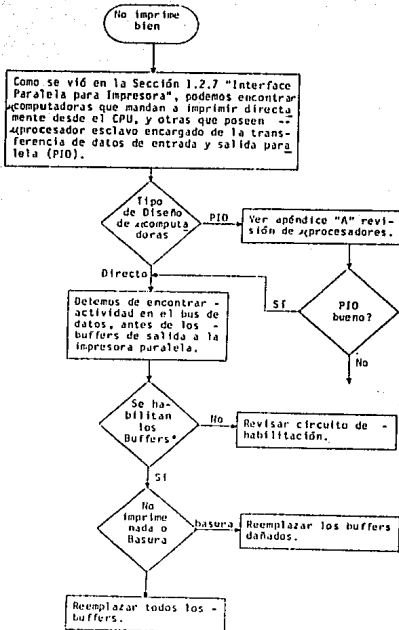 No imprime
bien
Como se vió en la Sección 1.2.7 "Interface
Paralela para Impresora", podemos encontrar
μcomputadoras que mandan a imprimir directa
mente desde el CPU, y otras que poseen --
μprocesador esclavo encargado de la trans-
ferencia de datos de entrada y salida para
lela (PIO).
Tipo
de Diseño
de μcomputa
doras
PIO
Ver apéndice "A" revi
sión de μprocesadores.
Directo
Sí
PIO
bueno?
No
Debemos de encontrar -
actividad en el bus de
datos, antes de los -
buffers de salida a la
impresora paralela.
Se ha-
bilitan
los
Buffers*
No
Revisar circuito de -
habilitación.
Sí
No
imprime
nada o
Basura
basura
Reemplazar los buffers
dañados.
Reemplazar todos los -
buffers.